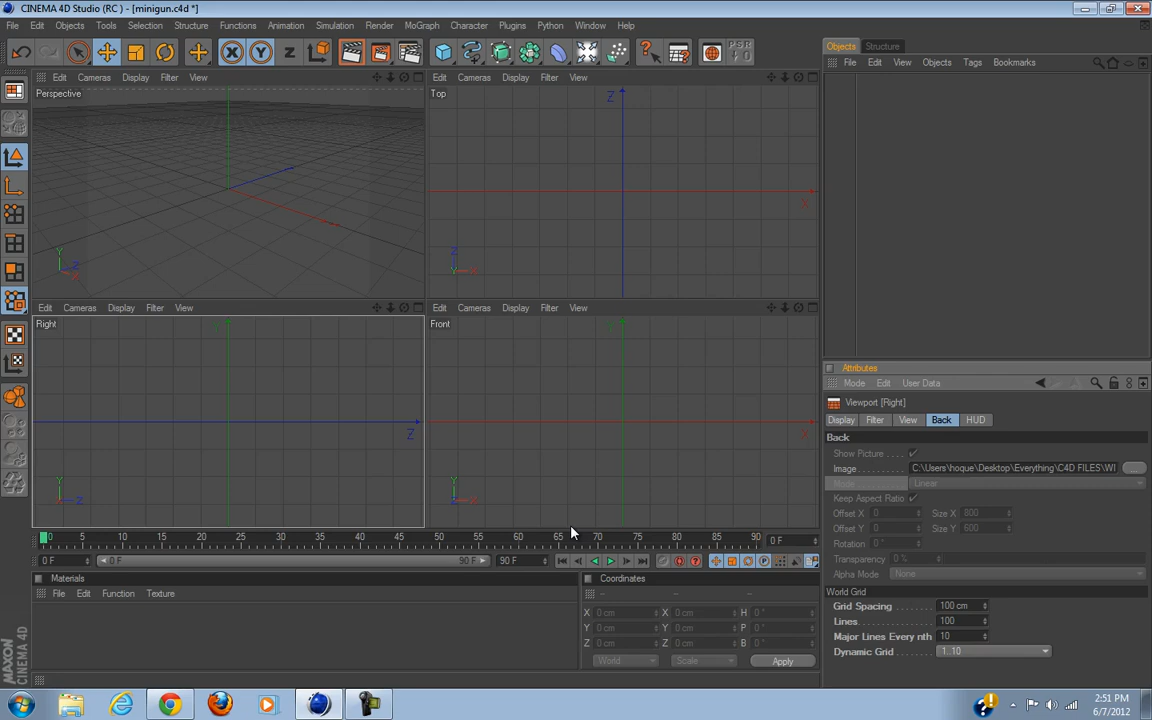 CINEMA 4D Studio (RC ) - [minigun.c4d *]
File Edit Objects Tools Selection Structure Functions Animation Simulation Render MoGraph Character Plugins Python Window Help
X Y Z PSR 0
Objects Structure
File Edit View Objects Tags Bookmarks
Edit Cameras Display Filter View
Perspective
Y Z X
Edit Cameras Display Filter View
Top
Z
X
Z Y X
Edit Cameras Display Filter View
Right
Y
Z
Y X Z
Edit Cameras Display Filter View
Front
Y
X
Y Z X
Attributes
Mode Edit User Data
Viewport [Right]
Display Filter View Back HUD
Back
Show Picture
Image C:\Users\hoque\Desktop\Everything\C4D FILES\WI
Mode Linear
Keep Aspect Ratio
Offset X 0 Size X 800
Offset Y 0 Size Y 600
Rotation 0 °
Transparency 0 %
Alpha Mode None
World Grid
Grid Spacing 100 cm
Lines 100
Major Lines Every nth 10
Dynamic Grid 1..10
0 5 10 15 20 25 30 35 40 45 50 55 60 65 70 75 80 85 90 0 F
0 F 0 F 90 F 90 F
Materials
File Edit Function Texture
Coordinates
-- -- --
X 0 cm X 0 cm H 0 °
Y 0 cm Y 0 cm P 0 °
Z 0 cm Z 0 cm B 0 °
World Scale Apply
MAXON CINEMA 4D
2:51 PM
6/7/2012